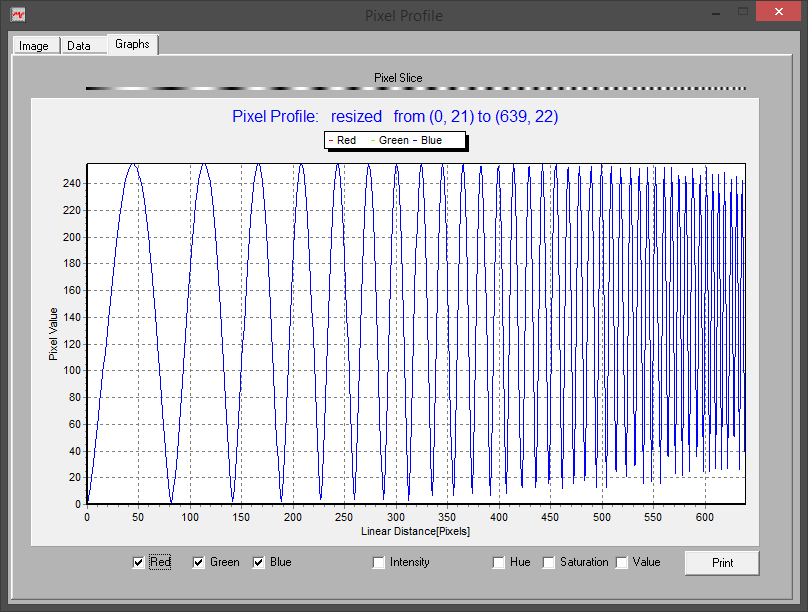 Pixel Profile
Image Data Graphs
Pixel Slice
Pixel Profile: resized from (0, 21) to (639, 22)
Red Green Blue
240
220
200
180
160
140
120
100
80
60
40
20
0
Pixel Value
0 50 100 150 200 250 300 350 400 450 500 550 600
Linear Distance[Pixels]
Red Green Blue Intensity Hue Saturation Value Print